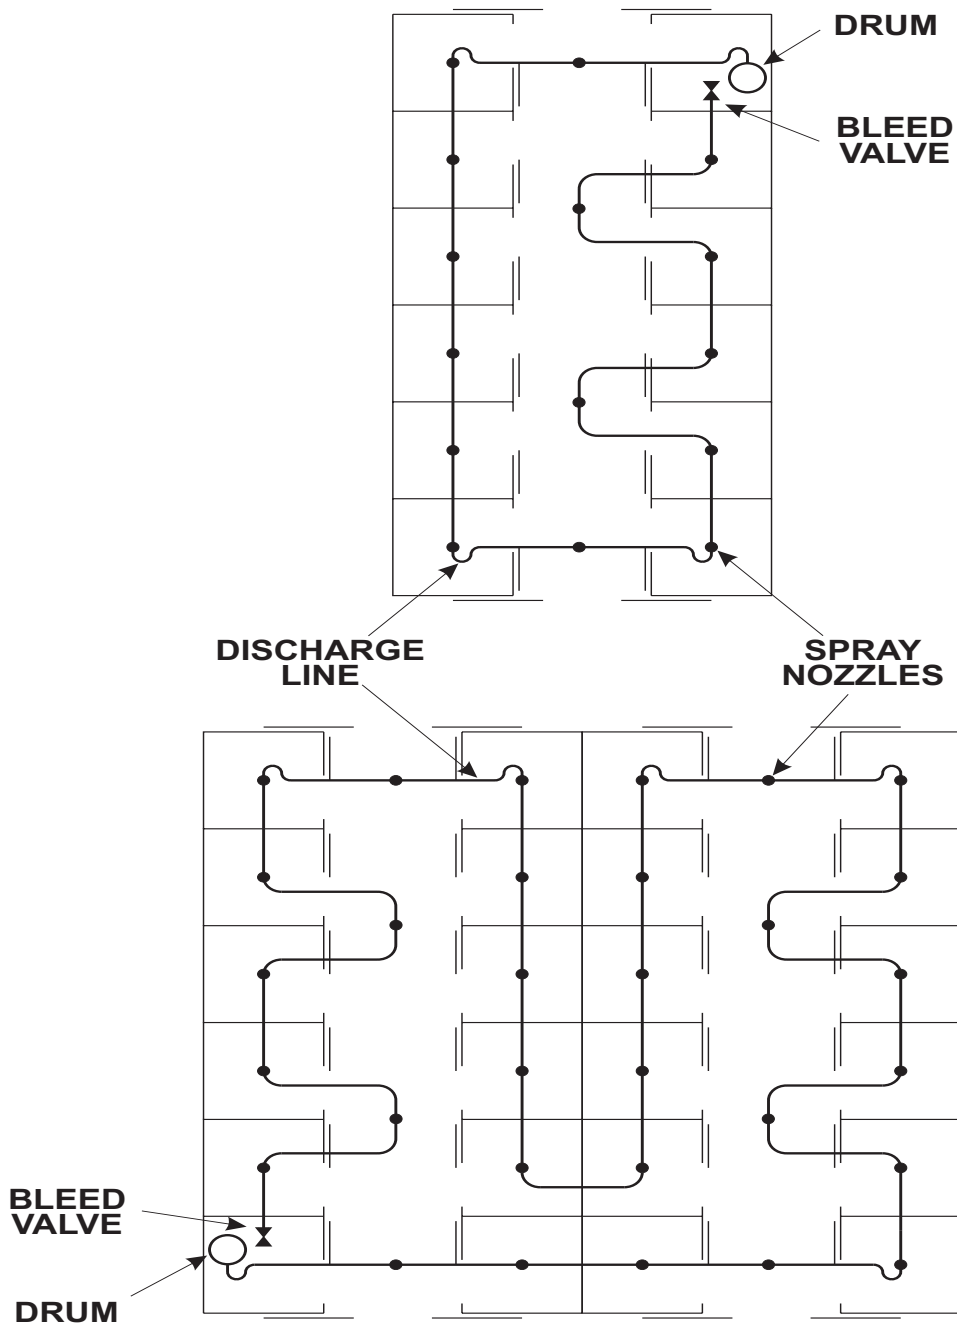 DRUM
BLEED
VALVE
DISCHARGE
LINE
SPRAY
NOZZLES
BLEED
VALVE
DRUM